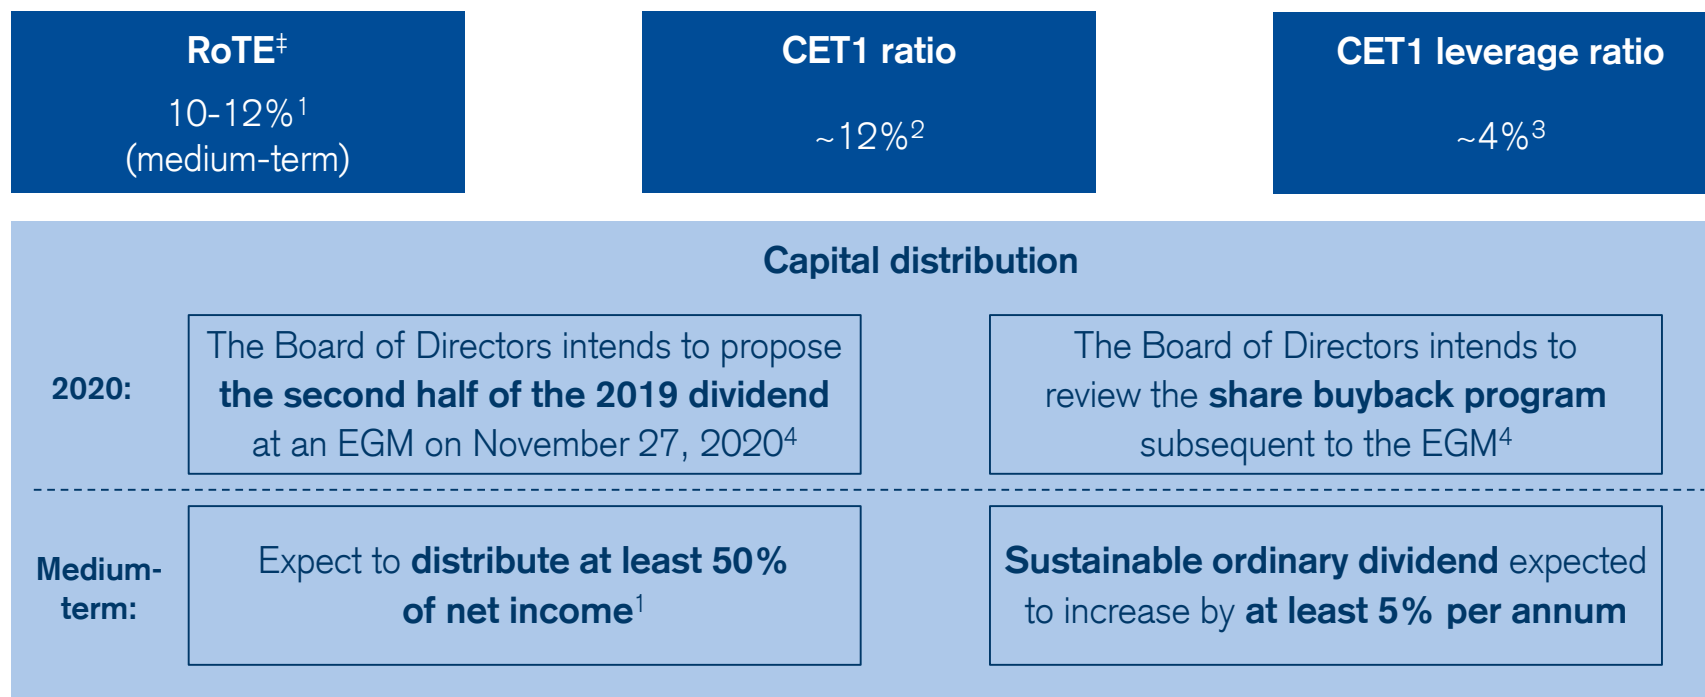 RoTE‡
10-12%1
(medium-term)
CET1 ratio
~12%2
CET1 leverage ratio
~4%3
Capital distribution
2020:
The Board of Directors intends to propose
the second half of the 2019 dividend
at an EGM on November 27, 20204
The Board of Directors intends to
review the share buyback program
subsequent to the EGM4
Medium-
term:
Expect to distribute at least 50%
of net income1
Sustainable ordinary dividend expected
to increase by at least 5% per annum